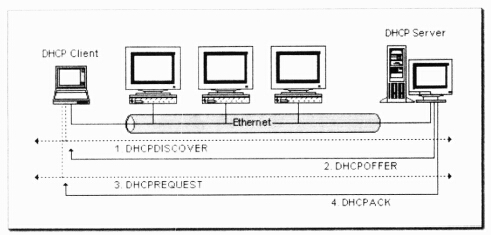 DHCP Client
DHCP Server
Ethernet
1. DHCPDISCOVER
2. DHCPOFFER
3. DHCPREQUEST
4. DHCPACK